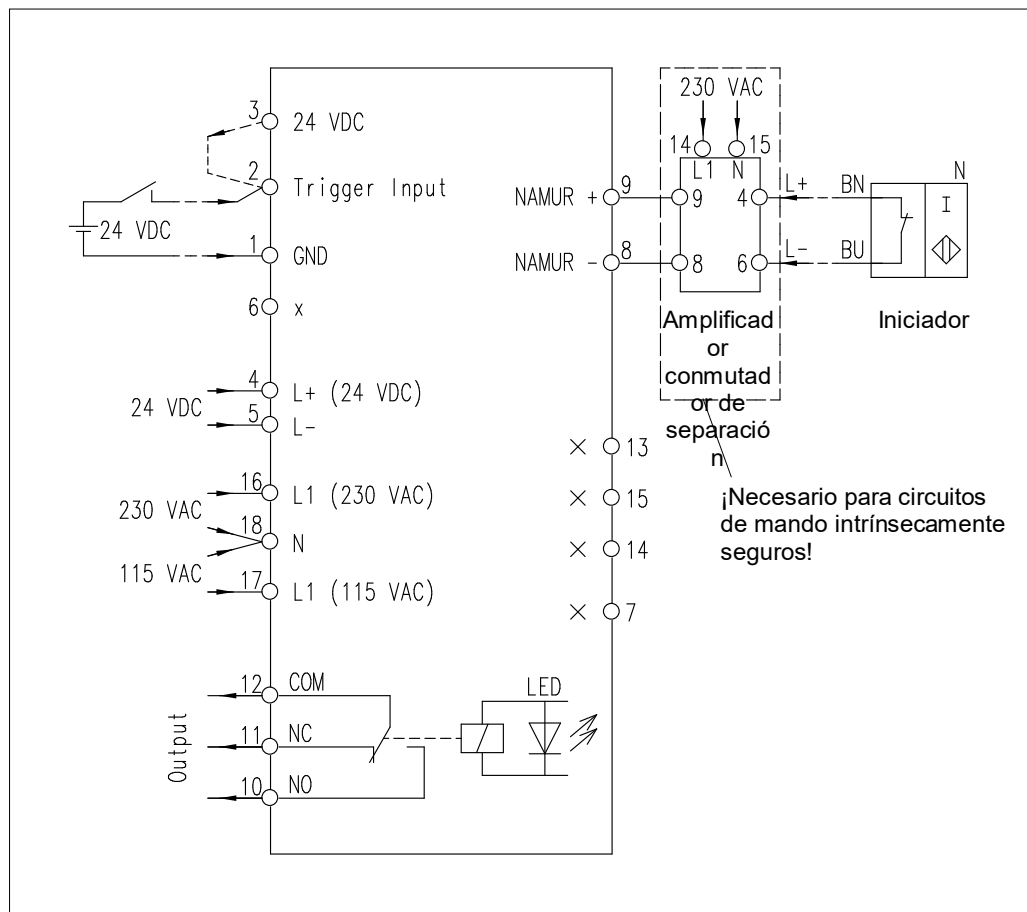 3
24 VDC
2
Trigger Input
24 VDC
1
GND
6
x
4
L+ (24 VDC)
24 VDC
5
L-
16
L1 (230 VAC)
230 VAC
18
N
115 VAC
17
L1 (115 VAC)
12
COM
11
NC
10
NO
Output
LED
NAMUR +
9
NAMUR -
8
13
15
14
7
230 VAC
14
15
L1
N
9
4
8
6
L+
BN
L-
BU
N
I
Amplificad
or
conmutad
or de
separació
n
Iniciador
¡Necesario para circuitos
de mando intrínsecamente
seguros!